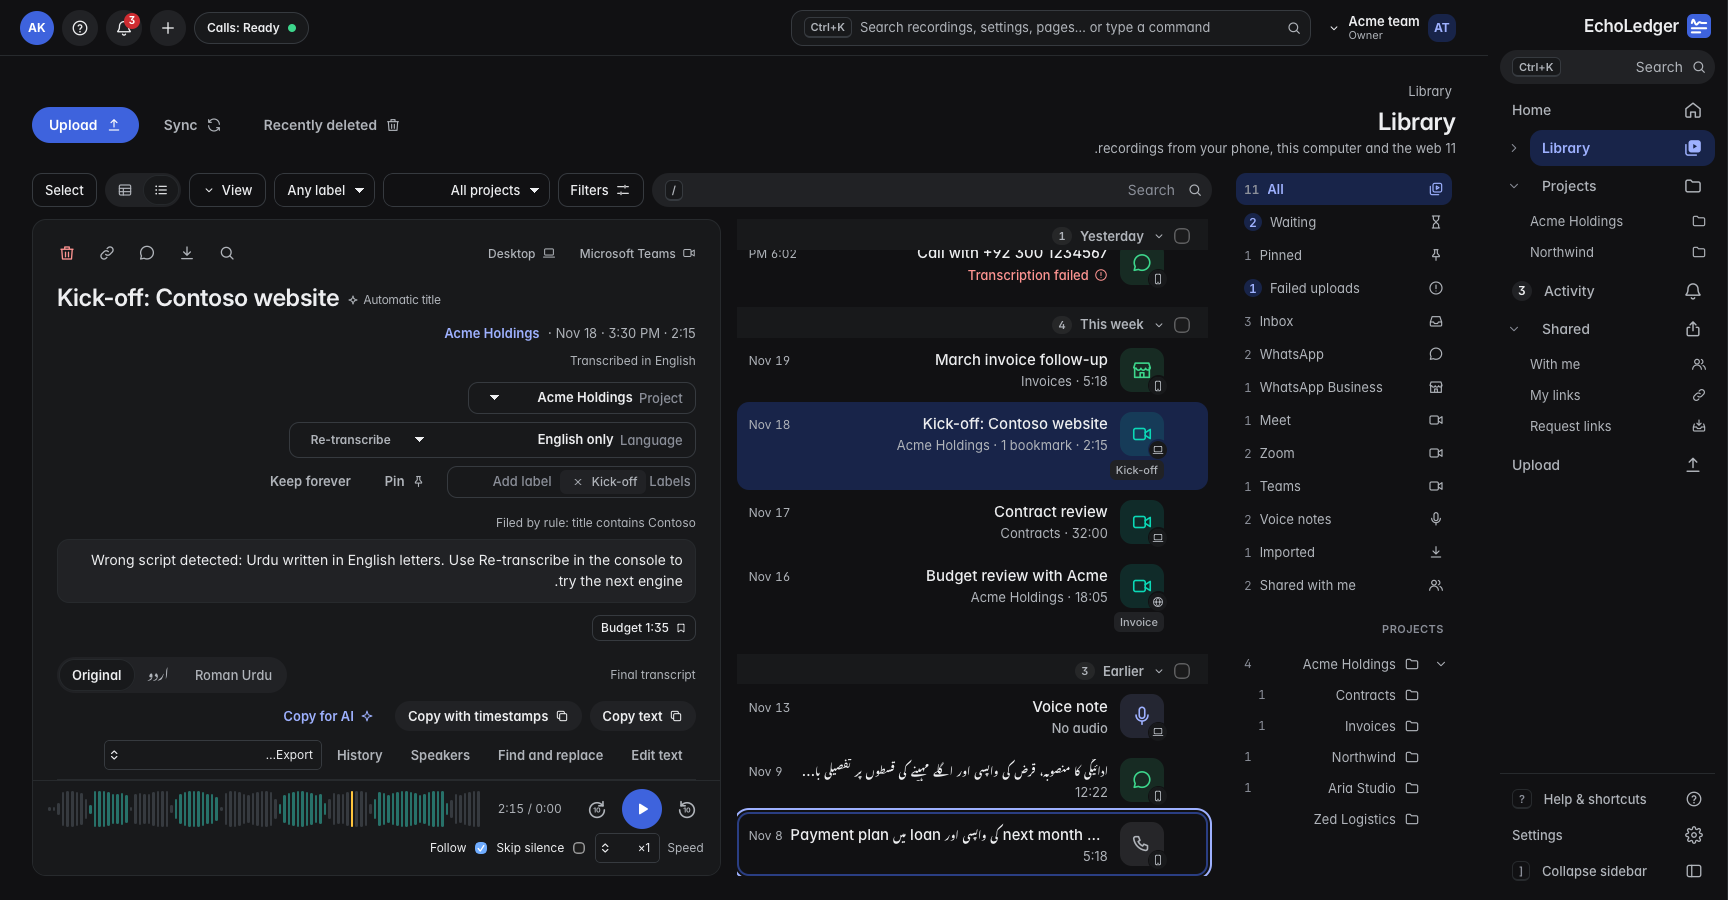 AK
3
Calls: Ready
Ctrl+K Search recordings, settings, pages... or type a command
Acme team
Owner
AT
EchoLedger
Ctrl+K Search
Home
Library
Projects
Acme Holdings
Northwind
3 Activity
Shared
With me
My links
Request links
Upload
? Help & shortcuts
Settings
] Collapse sidebar
Library
Library
.recordings from your phone, this computer and the web 11
Upload
Sync
Recently deleted
Select
View
Any label
All projects
Filters
/ Search
11 All
2 Waiting
1 Pinned
1 Failed uploads
3 Inbox
2 WhatsApp
1 WhatsApp Business
1 Meet
2 Zoom
1 Teams
2 Voice notes
1 Imported
2 Shared with me
PROJECTS
4 Acme Holdings
1 Contracts
1 Invoices
1 Northwind
1 Aria Studio
Zed Logistics
1 Yesterday
PM 6:02 Call with +92 300 1234567
Transcription failed
4 This week
Nov 19 March invoice follow-up
Invoices · 5:18
Nov 18 Kick-off: Contoso website
Acme Holdings · 1 bookmark · 2:15
Kick-off
Nov 17 Contract review
Contracts · 32:00
Nov 16 Budget review with Acme
Acme Holdings · 18:05
Invoice
3 Earlier
Nov 13 Voice note
No audio
Nov 9 ادائیگی کا منصوبہ، قرض کی واپسی اور اگلے مہینے کی قسطوں پر تفصیلی با...
12:22
Nov 8 Payment plan میں loan کی واپسی اور next month ...
5:18
Desktop
Microsoft Teams
Kick-off: Contoso website
Automatic title
Acme Holdings · Nov 18 · 3:30 PM · 2:15
Transcribed in English
Acme Holdings Project
Re-transcribe
English only Language
Keep forever
Pin
Add label × Kick-off Labels
Filed by rule: title contains Contoso
Wrong script detected: Urdu written in English letters. Use Re-transcribe in the console to
.try the next engine
Budget 1:35
Original
اردو
Roman Urdu
Final transcript
Copy for AI
Copy with timestamps
Copy text
...Export
History
Speakers
Find and replace
Edit text
2:15 / 0:00
10
10
Follow
Skip silence
×1
Speed